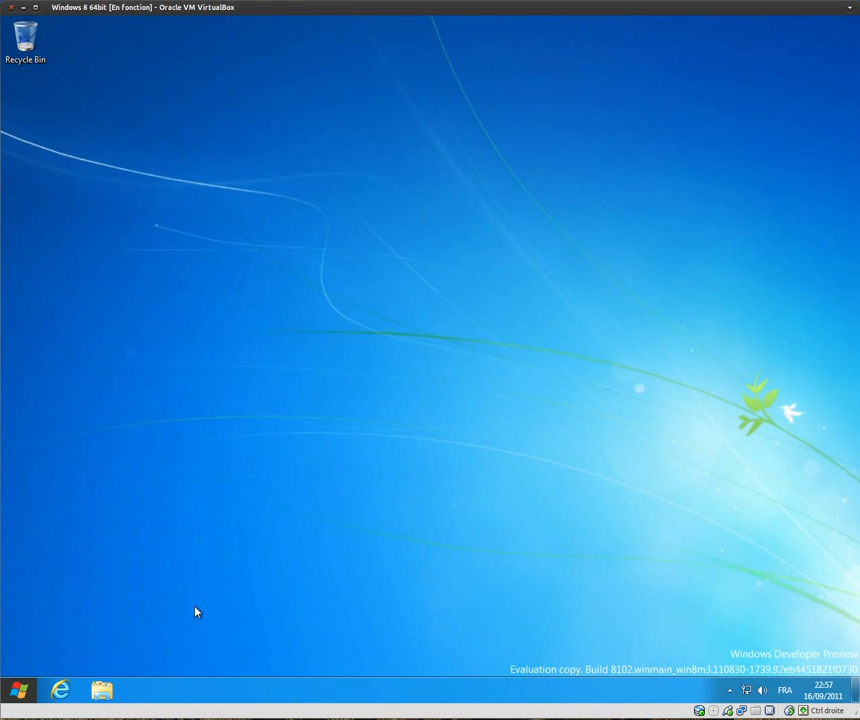 Windows 8 64bit [En fonction] - Oracle VM VirtualBox
Recycle Bin
Windows Developer Preview
Evaluation copy. Build 8102.winmain_win8m3.110830-1739.92eb4451821f0730
FRA
22:57
16/09/2011
Ctrl droite